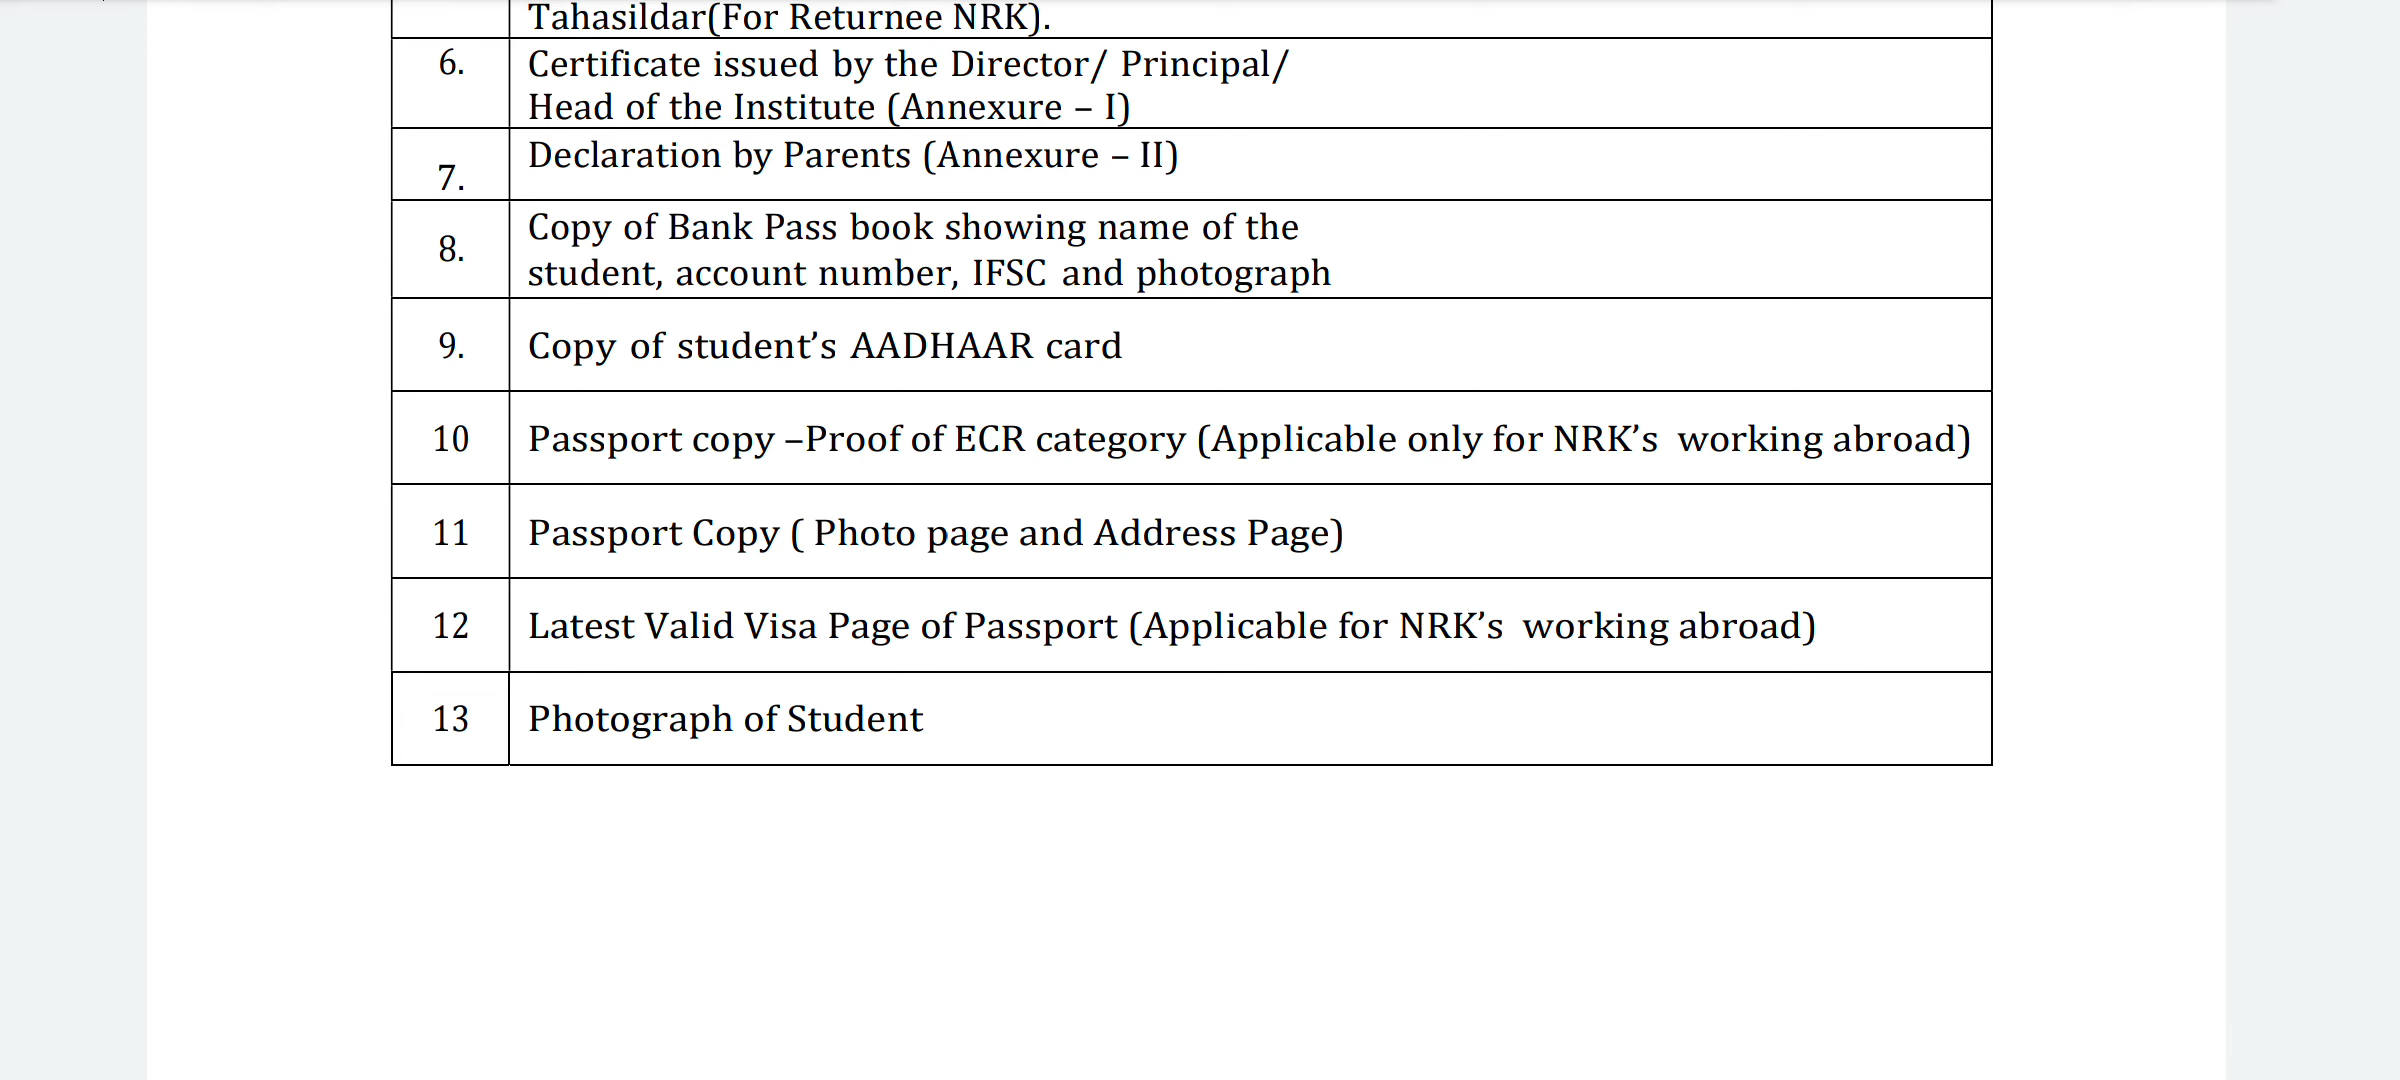 Tahasildar(For Returnee NRK).
6. Certificate issued by the Director/ Principal/
Head of the Institute (Annexure – I)
7. Declaration by Parents (Annexure – II)
8. Copy of Bank Pass book showing name of the
student, account number, IFSC and photograph
9. Copy of student’s AADHAAR card
10 Passport copy –Proof of ECR category (Applicable only for NRK’s working abroad)
11 Passport Copy ( Photo page and Address Page)
12 Latest Valid Visa Page of Passport (Applicable for NRK’s working abroad)
13 Photograph of Student